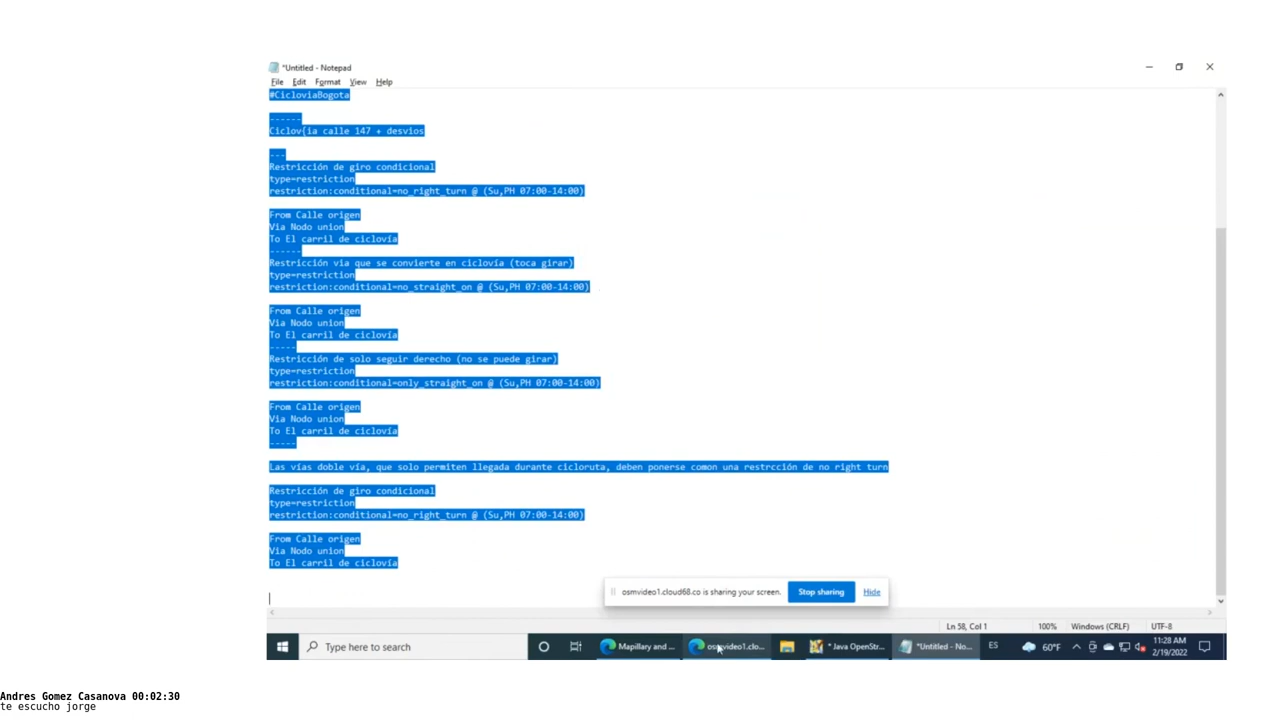 *Untitled - Notepad
File Edit Format View Help
#CicloviaBogota
------
Ciclov{ia calle 147 + desvios
---
Restricción de giro condicional
type=restriction
restriction:conditional=no_right_turn @ (Su,PH 07:00-14:00)
From Calle origen
Via Nodo union
To El carril de ciclovía
------
Restricción via que se convierte en ciclovía (toca girar)
type=restriction
restriction:conditional=no_straight_on @ (Su,PH 07:00-14:00)
From Calle origen
Via Nodo union
To El carril de ciclovía
-----
Restricción de solo seguir derecho (no se puede girar)
type=restriction
restriction:conditional=only_straight_on @ (Su,PH 07:00-14:00)
From Calle origen
Via Nodo union
To El carril de ciclovía
-----
Las vías doble vía, que solo permiten llegada durante cicloruta, deben ponerse comon una restrcción de no right turn
Restricción de giro condicional
type=restriction
restriction:conditional=no_right_turn @ (Su,PH 07:00-14:00)
From Calle origen
Via Nodo union
To El carril de ciclovía
osmvideo1.cloud68.co is sharing your screen. Stop sharing Hide
Ln 58, Col 1 100% Windows (CRLF) UTF-8
Type here to search Mapillary and ... osmvideo1.clo... * Java OpenStr... *Untitled - No... ES 60°F 11:28 AM
2/19/2022
Andres Gomez Casanova 00:02:30
te escucho jorge